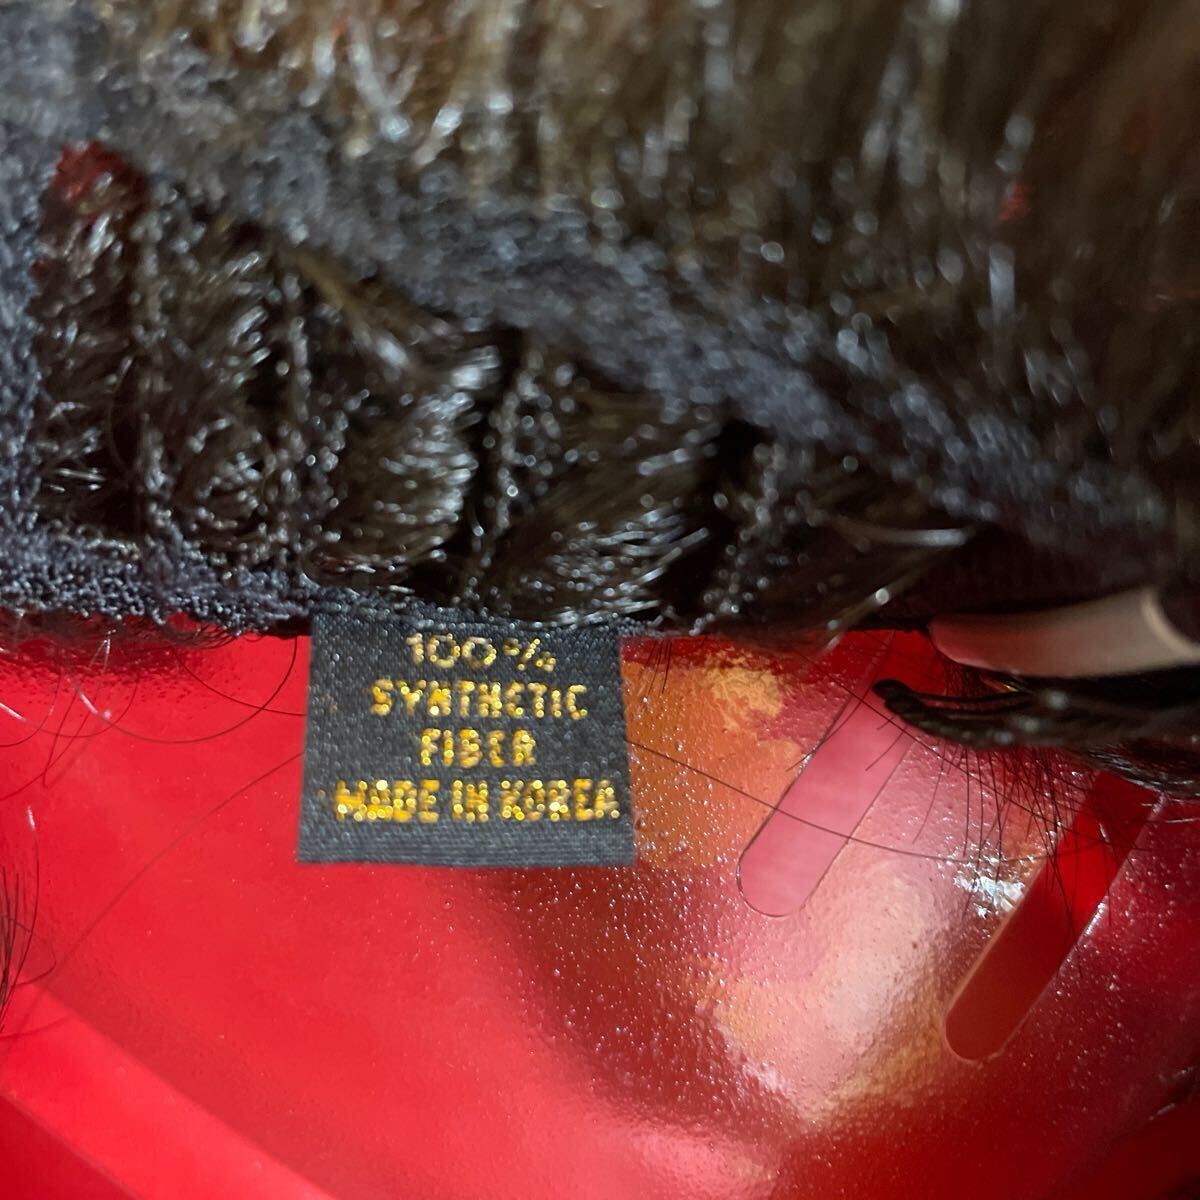 100%
SYNTHETIC
FIBER
MADE IN KOREA